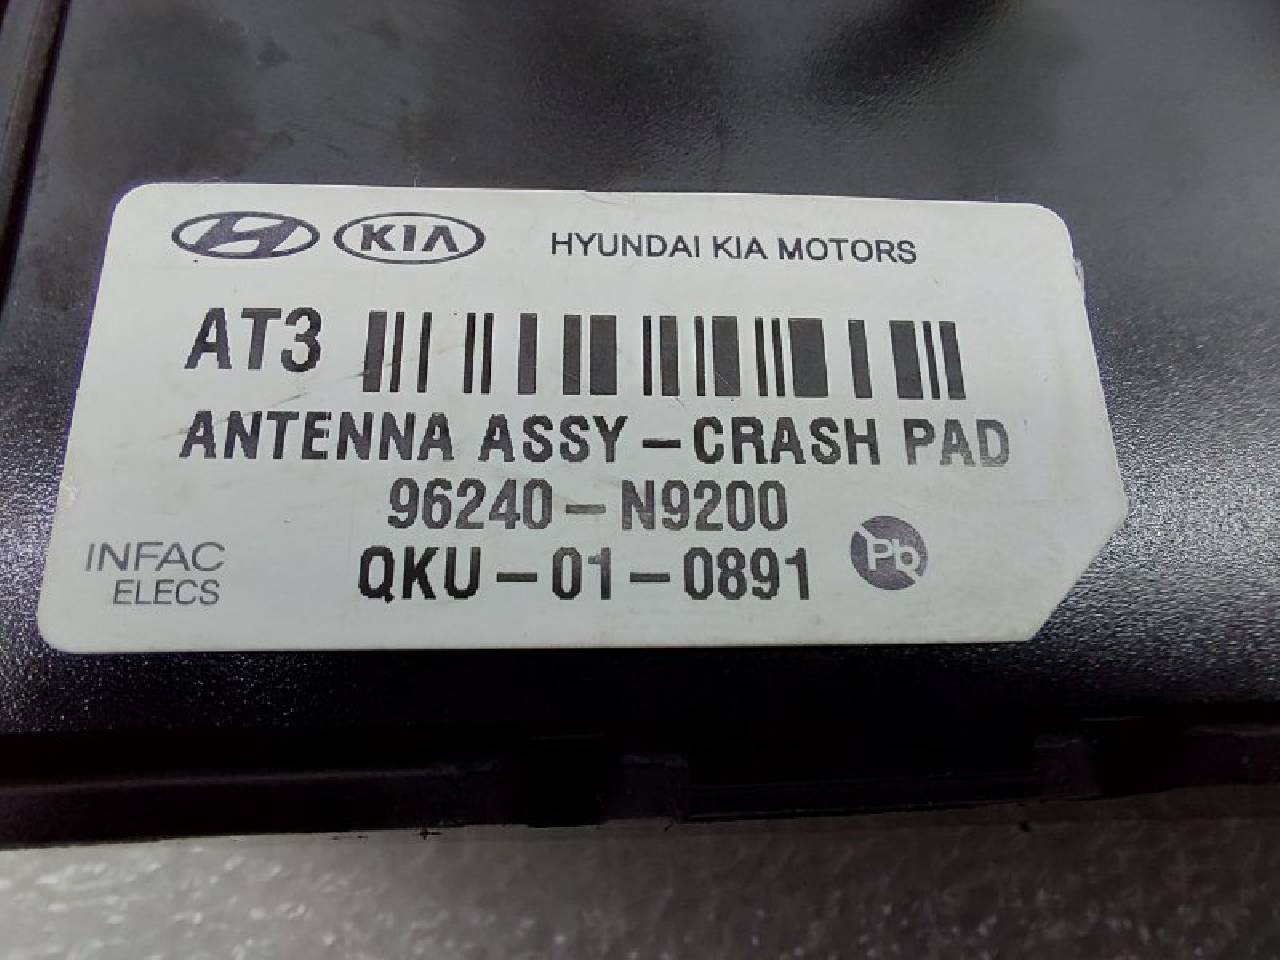 KIA HYUNDAI KIA MOTORS
AT3
ANTENNA ASSY-CRASH PAD
96240-N9200
INFAC
ELECS
QKU-01-0891
Pb